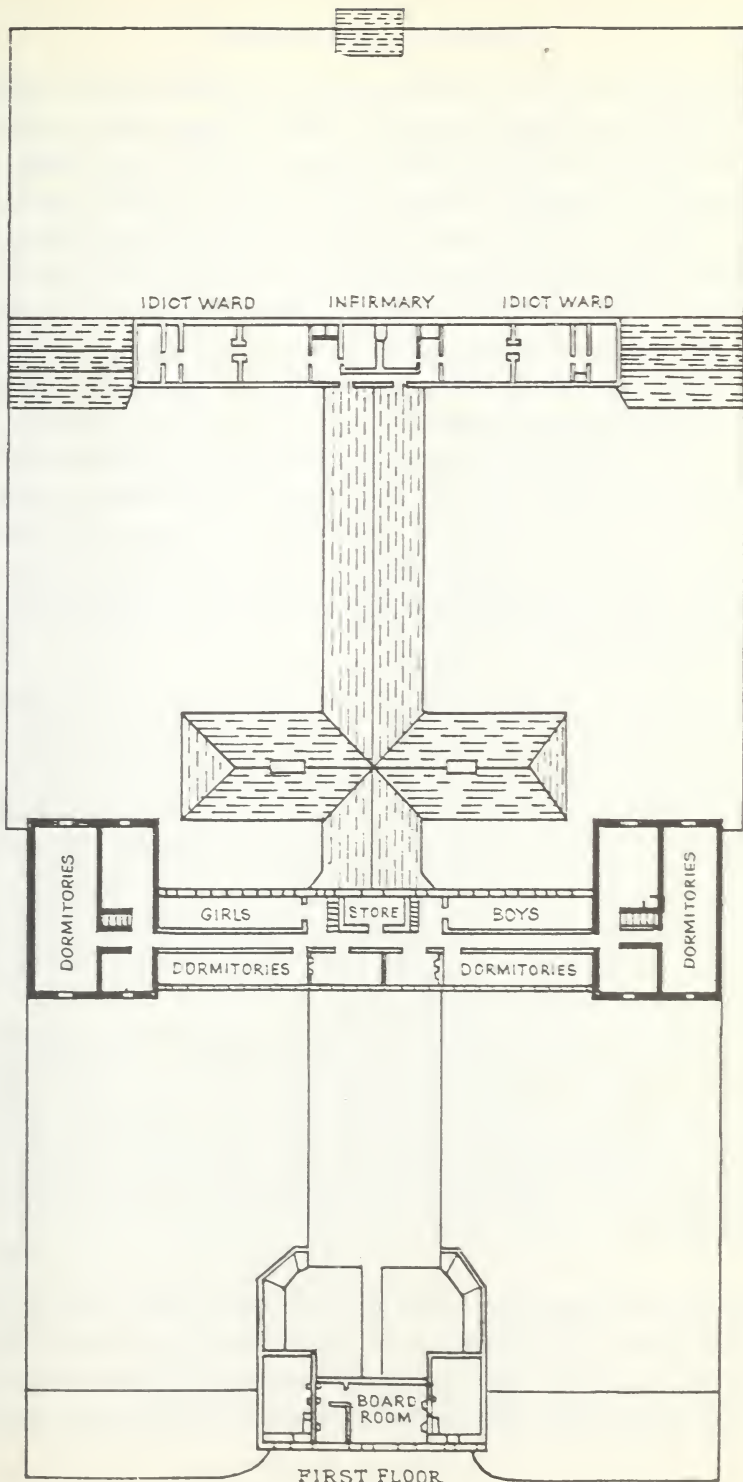 IDIOT WARD INFIRMARY IDIOT WARD
DORMITORIES
GIRLS
STORE
BOYS
DORMITORIES
DORMITORIES
DORMITORIES
BOARD
ROOM
FIRST FLOOR